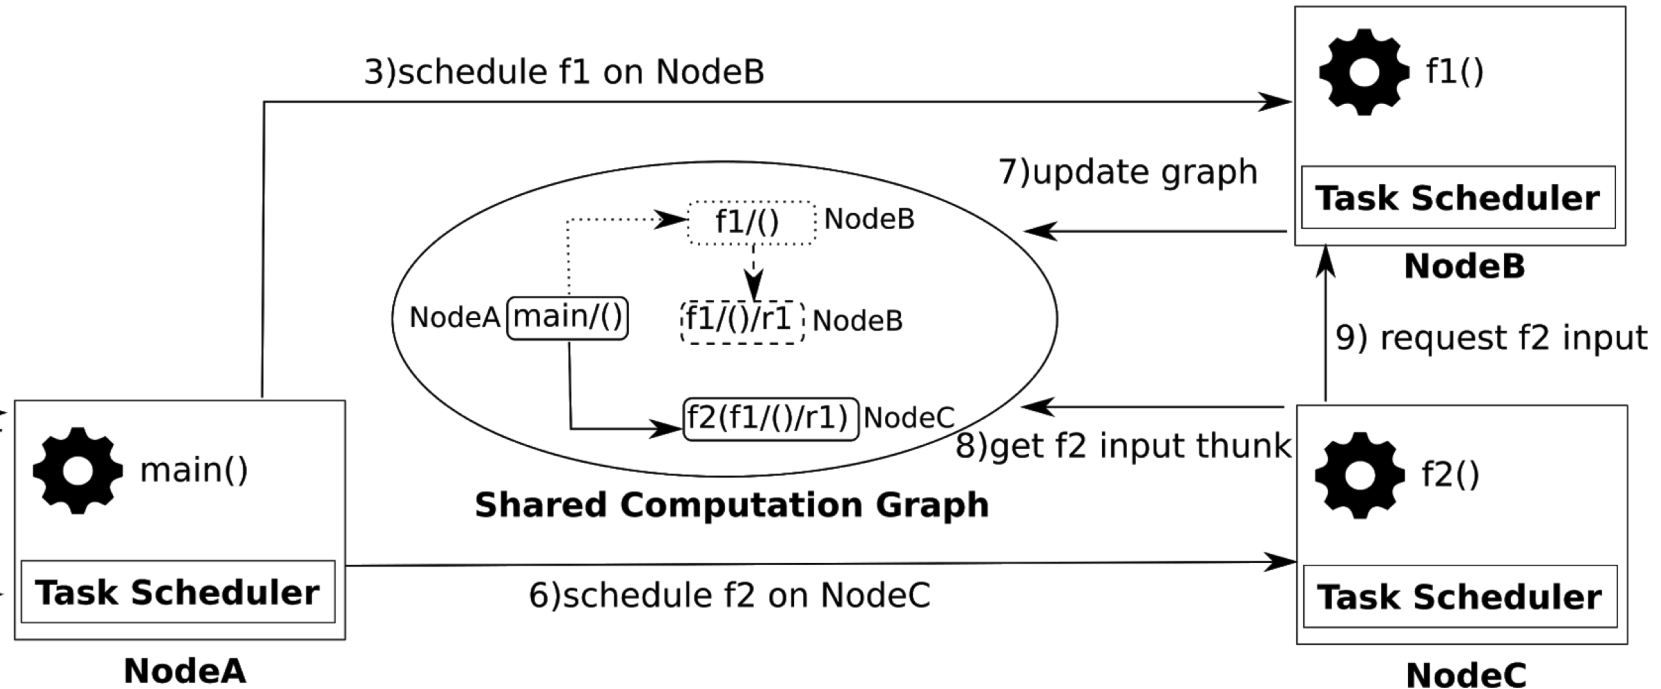 3)schedule f1 on NodeB
f1()
Task Scheduler
NodeB
7)update graph
f1/() NodeB
NodeA main/() f1/()/r1 NodeB
f2(f1/()/r1) NodeC
Shared Computation Graph
8)get f2 input thunk
9) request f2 input
main()
Task Scheduler
NodeA
6)schedule f2 on NodeC
f2()
Task Scheduler
NodeC